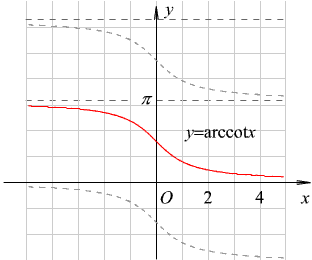 y
π
y=arccotx
O 2 4 x